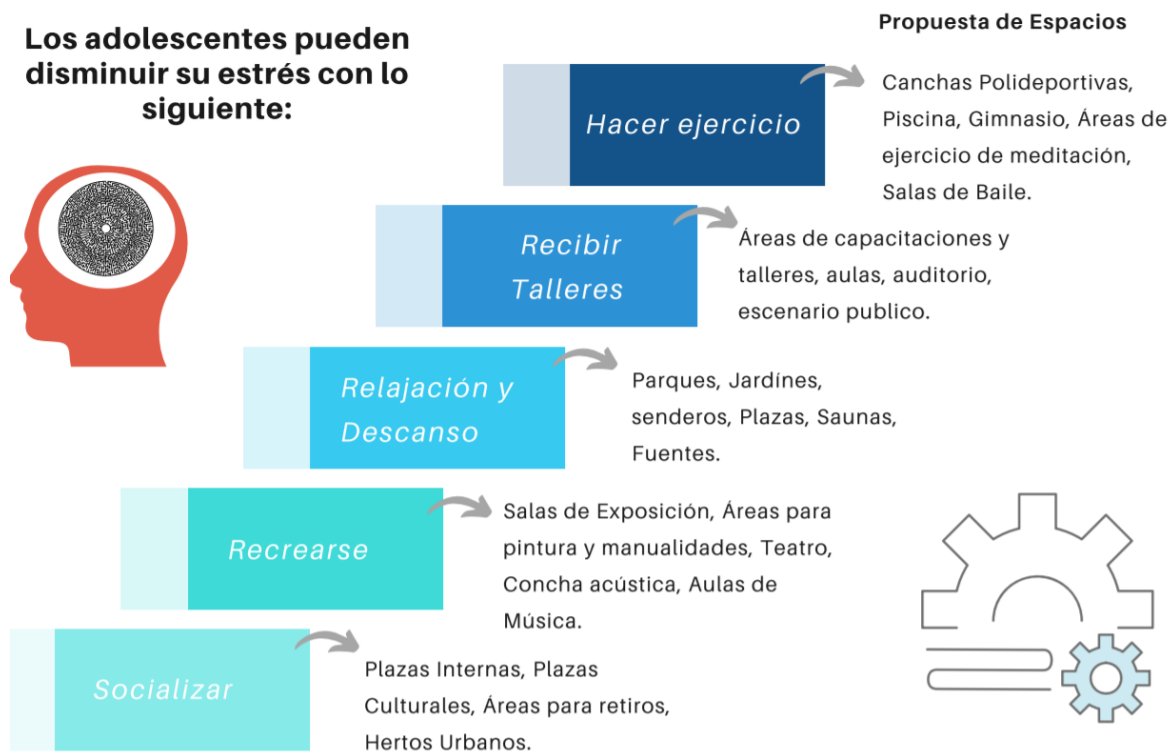 Los adolescentes pueden
disminuir su estrés con lo
siguiente:
Propuesta de Espacios
Hacer ejercicio
Canchas Polideportivas,
Piscina, Gimnasio, Áreas de
ejercicio de meditación,
Salas de Baile.
Recibir
Talleres
Áreas de capacitaciones y
talleres, aulas, auditorio,
escenario publico.
Relajación y
Descanso
Parques, Jardínes,
senderos, Plazas, Saunas,
Fuentes.
Recrearse
Salas de Exposición, Áreas para
pintura y manualidades, Teatro,
Concha acústica, Aulas de
Música.
Socializar
Plazas Internas, Plazas
Culturales, Áreas para retiros,
Hertos Urbanos.